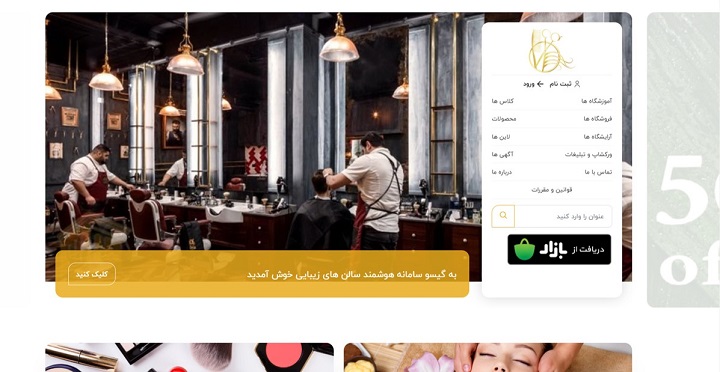 ثبت نام
ورود
آموزشگاه ها
کلاس ها
فروشگاه ها
محصولات
آرایشگاه ها
لاین ها
ورکشاپ و تبلیغات
آگهی ها
تماس با ما
درباره ما
قوانین و مقررات
عنوان را وارد کنید
دریافت از بازار
به گیسو سامانه هوشمند سالن های زیبایی خوش آمدید
کلیک کنید
50
of